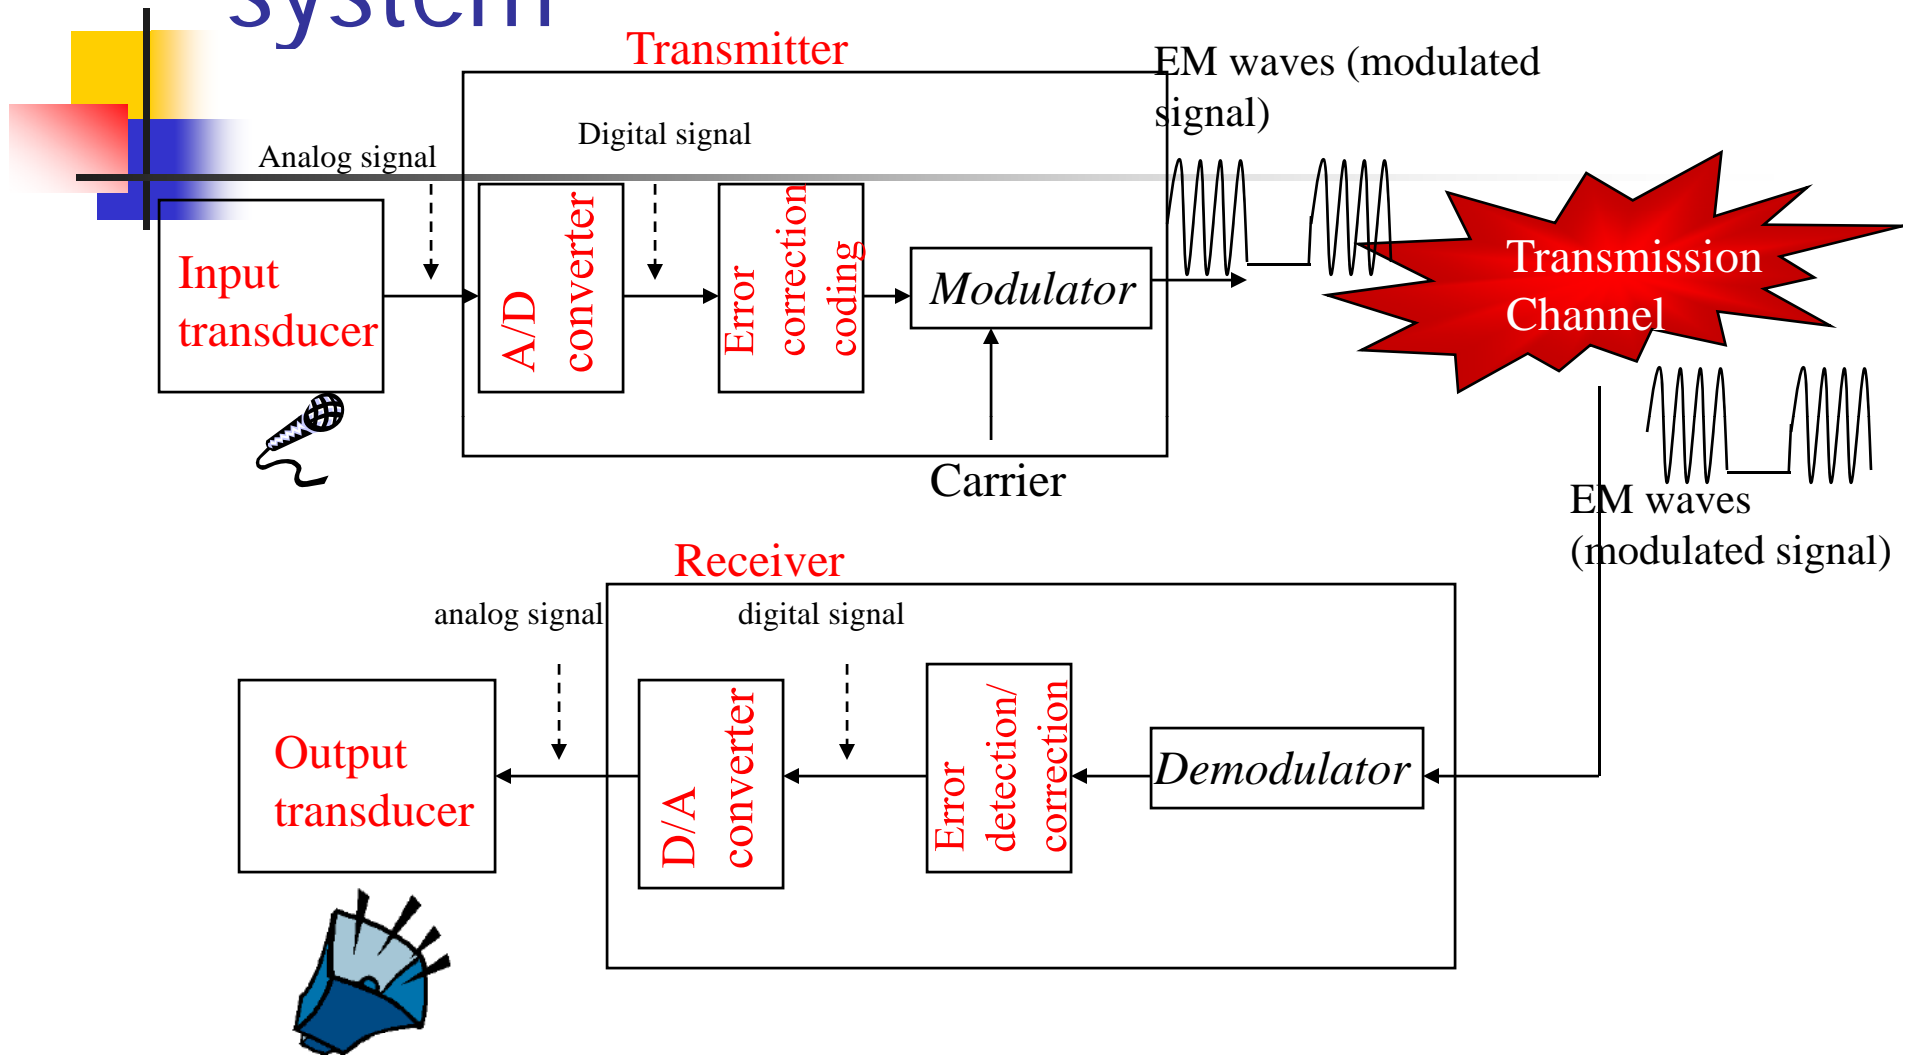 system
Transmitter
EM waves (modulated
signal)
Digital signal
Analog signal
Input
transducer
A/D
converter
Error
correction
coding
Modulator
Transmission
Channel
Carrier
EM waves
(modulated signal)
Receiver
analog signal
digital signal
Output
transducer
D/A
converter
Error
detection/
correction
Demodulator